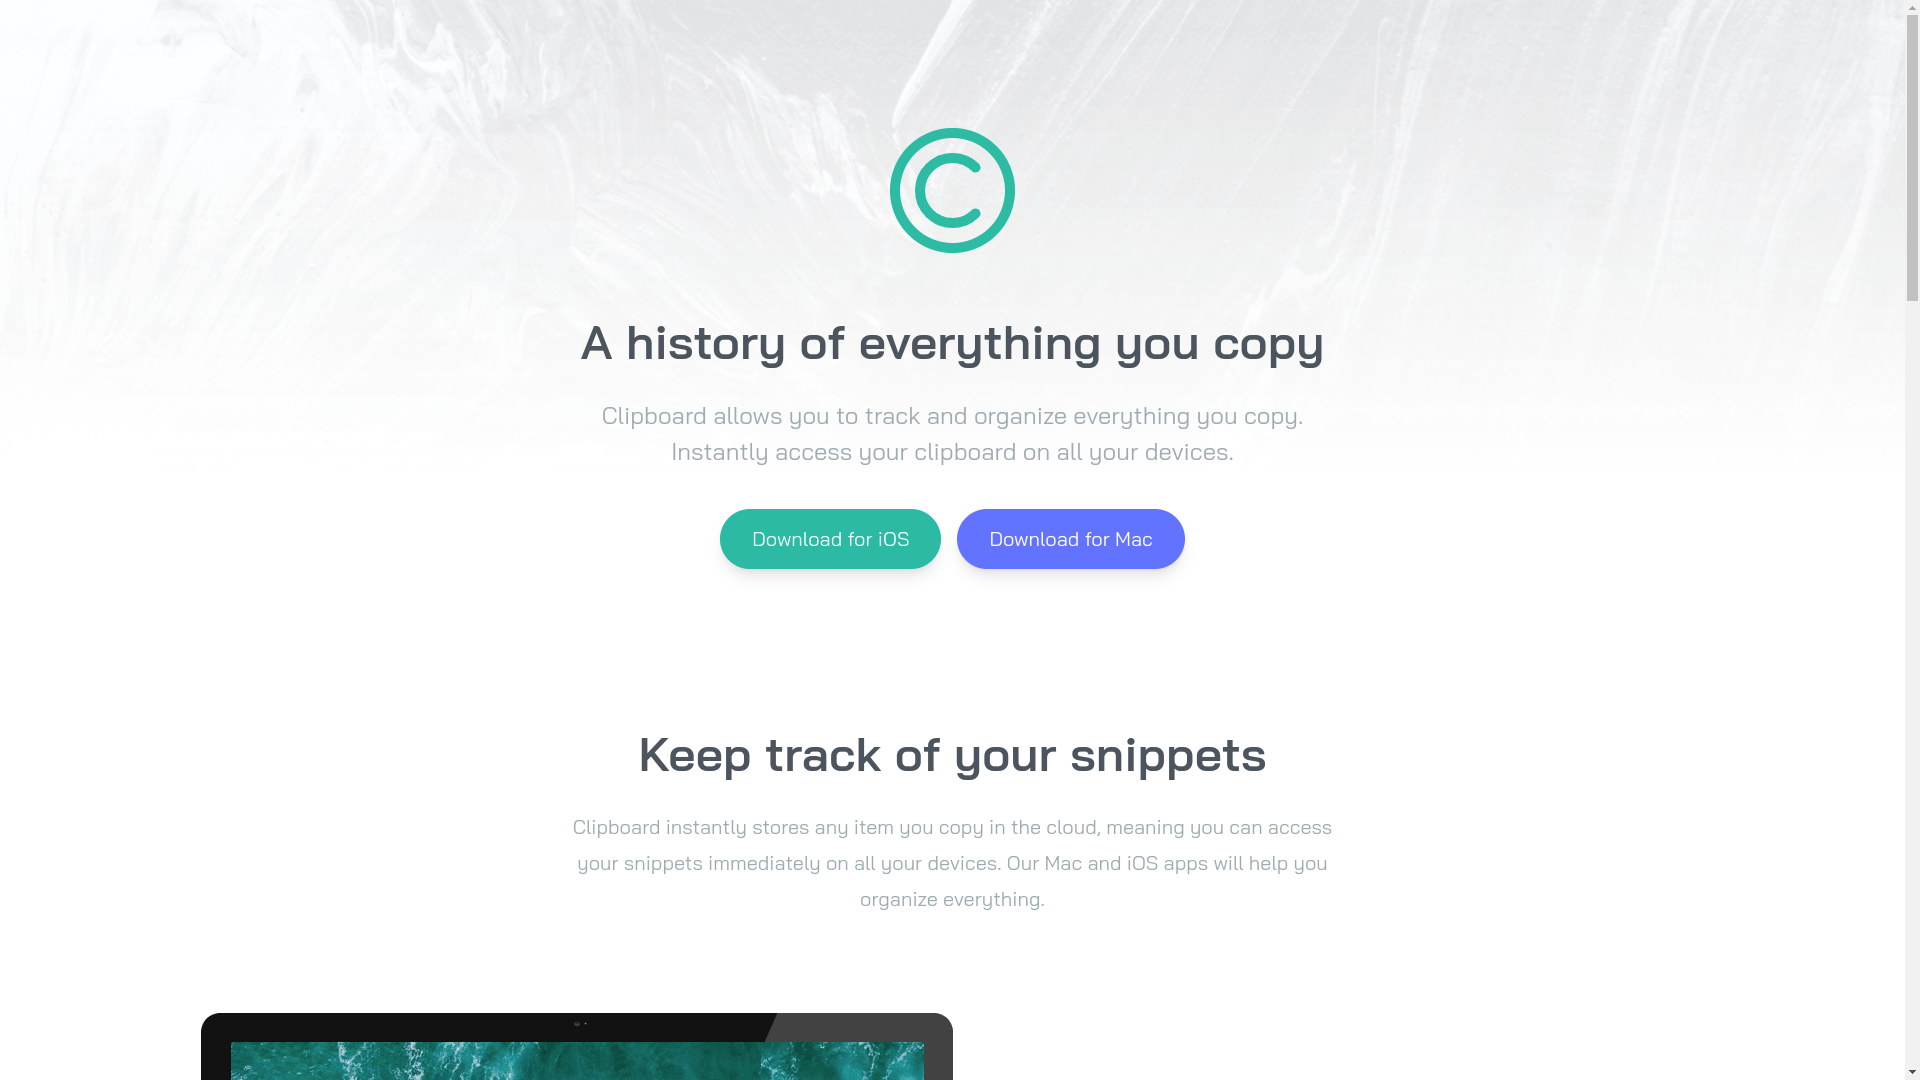 A history of everything you copy
Clipboard allows you to track and organize everything you copy.
Instantly access your clipboard on all your devices.
Download for iOS
Download for Mac
Keep track of your snippets
Clipboard instantly stores any item you copy in the cloud, meaning you can access
your snippets immediately on all your devices. Our Mac and iOS apps will help you
organize everything.